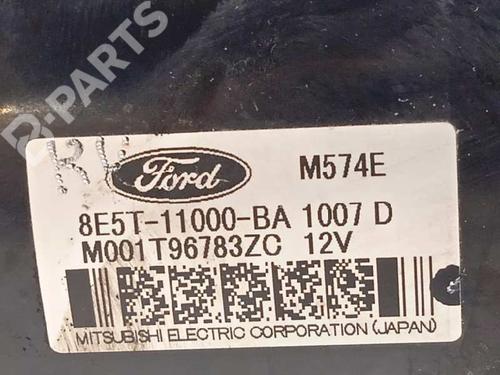 B-PARTS
Ford M574E
8E5T-11000-BA 1007 D
M001T96783ZC 12V
MITSUBISHI ELECTRIC CORPORATION (JAPAN)